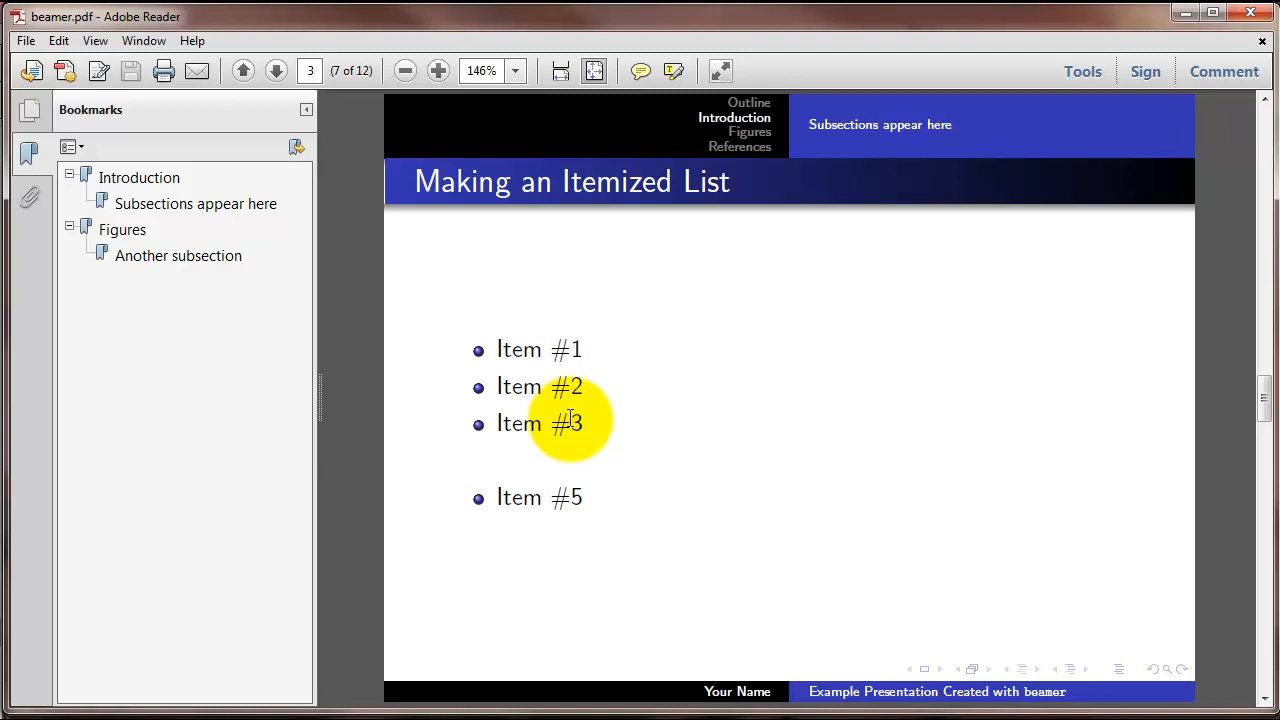 beamer.pdf - Adobe Reader
File Edit View Window Help
3 (7 of 12) 146% Tools Sign Comment
Bookmarks
Introduction
Subsections appear here
Figures
Another subsection
Outline
Introduction
Figures
References
Subsections appear here
Making an Itemized List
Item #1
Item #2
Item #3
Item #5
Your Name Example Presentation Created with beamer